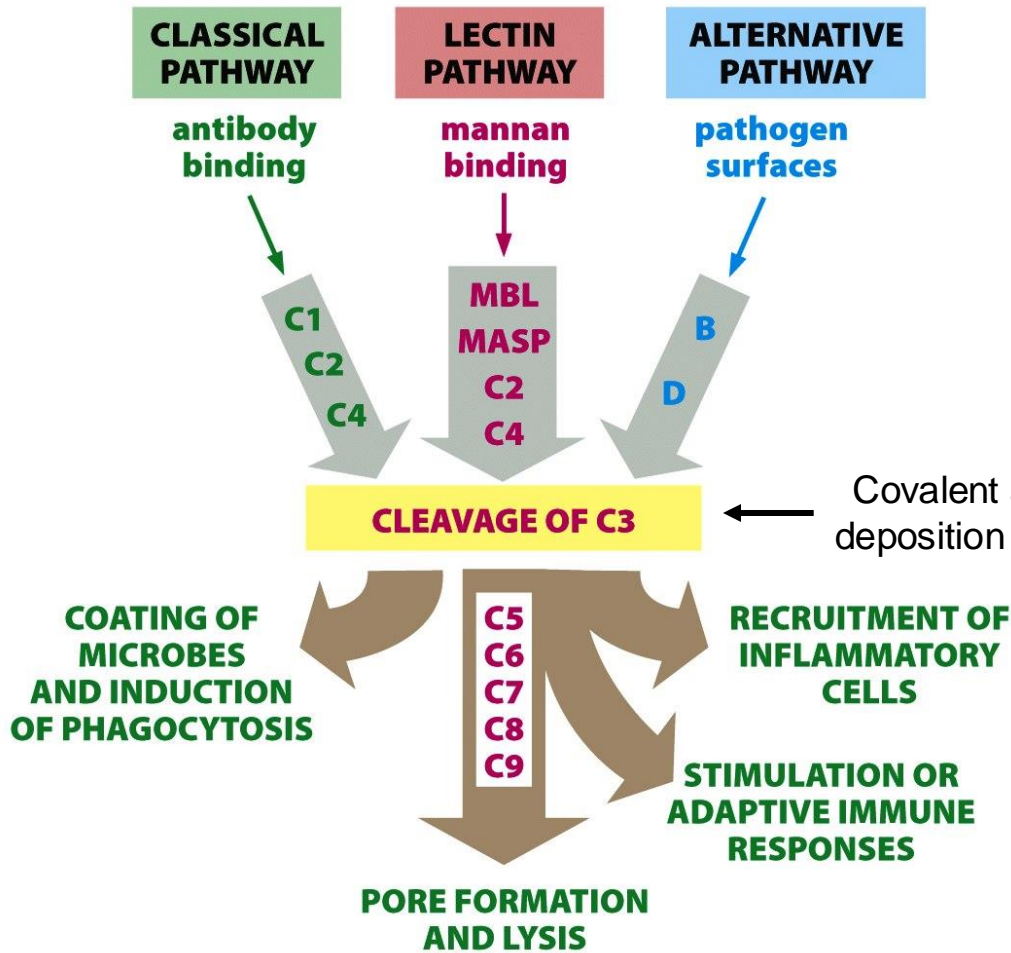 CLASSICAL
PATHWAY
LECTIN
PATHWAY
ALTERNATIVE
PATHWAY
antibody
binding
mannan
binding
pathogen
surfaces
C1
C2
C4
MBL
MASP
C2
C4
B
D
CLEAVAGE OF C3
Covalent
deposition
COATING OF
MICROBES
AND INDUCTION
OF PHAGOCYTOSIS
C5
C6
C7
C8
C9
RECRUITMENT OF
INFLAMMATORY
CELLS
STIMULATION OR
ADAPTIVE IMMUNE
RESPONSES
PORE FORMATION
AND LYSIS